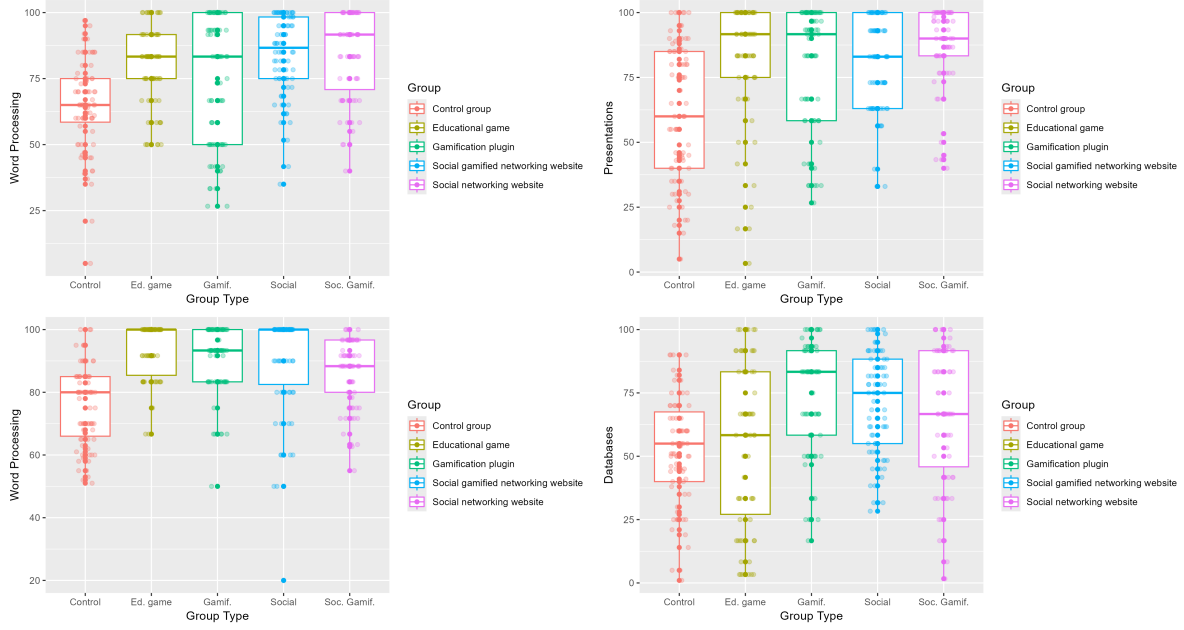 Word Processing
100
75
50
25
Control
Ed. game
Gamif.
Social
Soc. Gamif.
Group Type
Group
Control group
Educational game
Gamification plugin
Social gamified networking website
Social networking website
Presentations
100
75
50
25
0
Control
Ed. game
Gamif.
Social
Soc. Gamif.
Group Type
Group
Control group
Educational game
Gamification plugin
Social gamified networking website
Social networking website
Word Processing
100
80
60
40
20
Control
Ed. game
Gamif.
Social
Soc. Gamif.
Group Type
Group
Control group
Educational game
Gamification plugin
Social gamified networking website
Social networking website
Databases
100
75
50
25
0
Control
Ed. game
Gamif.
Social
Soc. Gamif.
Group Type
Group
Control group
Educational game
Gamification plugin
Social gamified networking website
Social networking website